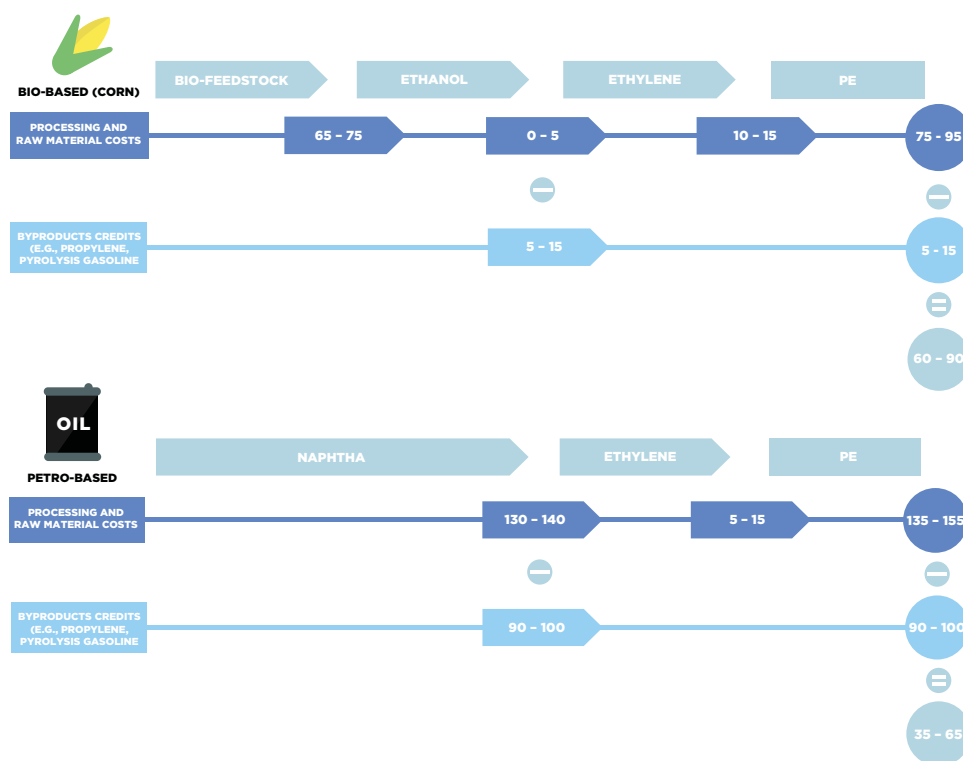 BIO-BASED (CORN)
BIO-FEEDSTOCK
ETHANOL
ETHYLENE
PE
PROCESSING AND
RAW MATERIAL COSTS
65 – 75
0 – 5
10 – 15
75 - 95
BYPRODUCTS CREDITS
(E.G., PROPYLENE,
PYROLYSIS GASOLINE
5 – 15
5 - 15
60 – 90
OIL
PETRO-BASED
NAPHTHA
ETHYLENE
PE
PROCESSING AND
RAW MATERIAL COSTS
130 – 140
5 – 15
135 – 155
BYPRODUCTS CREDITS
(E.G., PROPYLENE,
PYROLYSIS GASOLINE
90 – 100
90 – 100
35 – 65